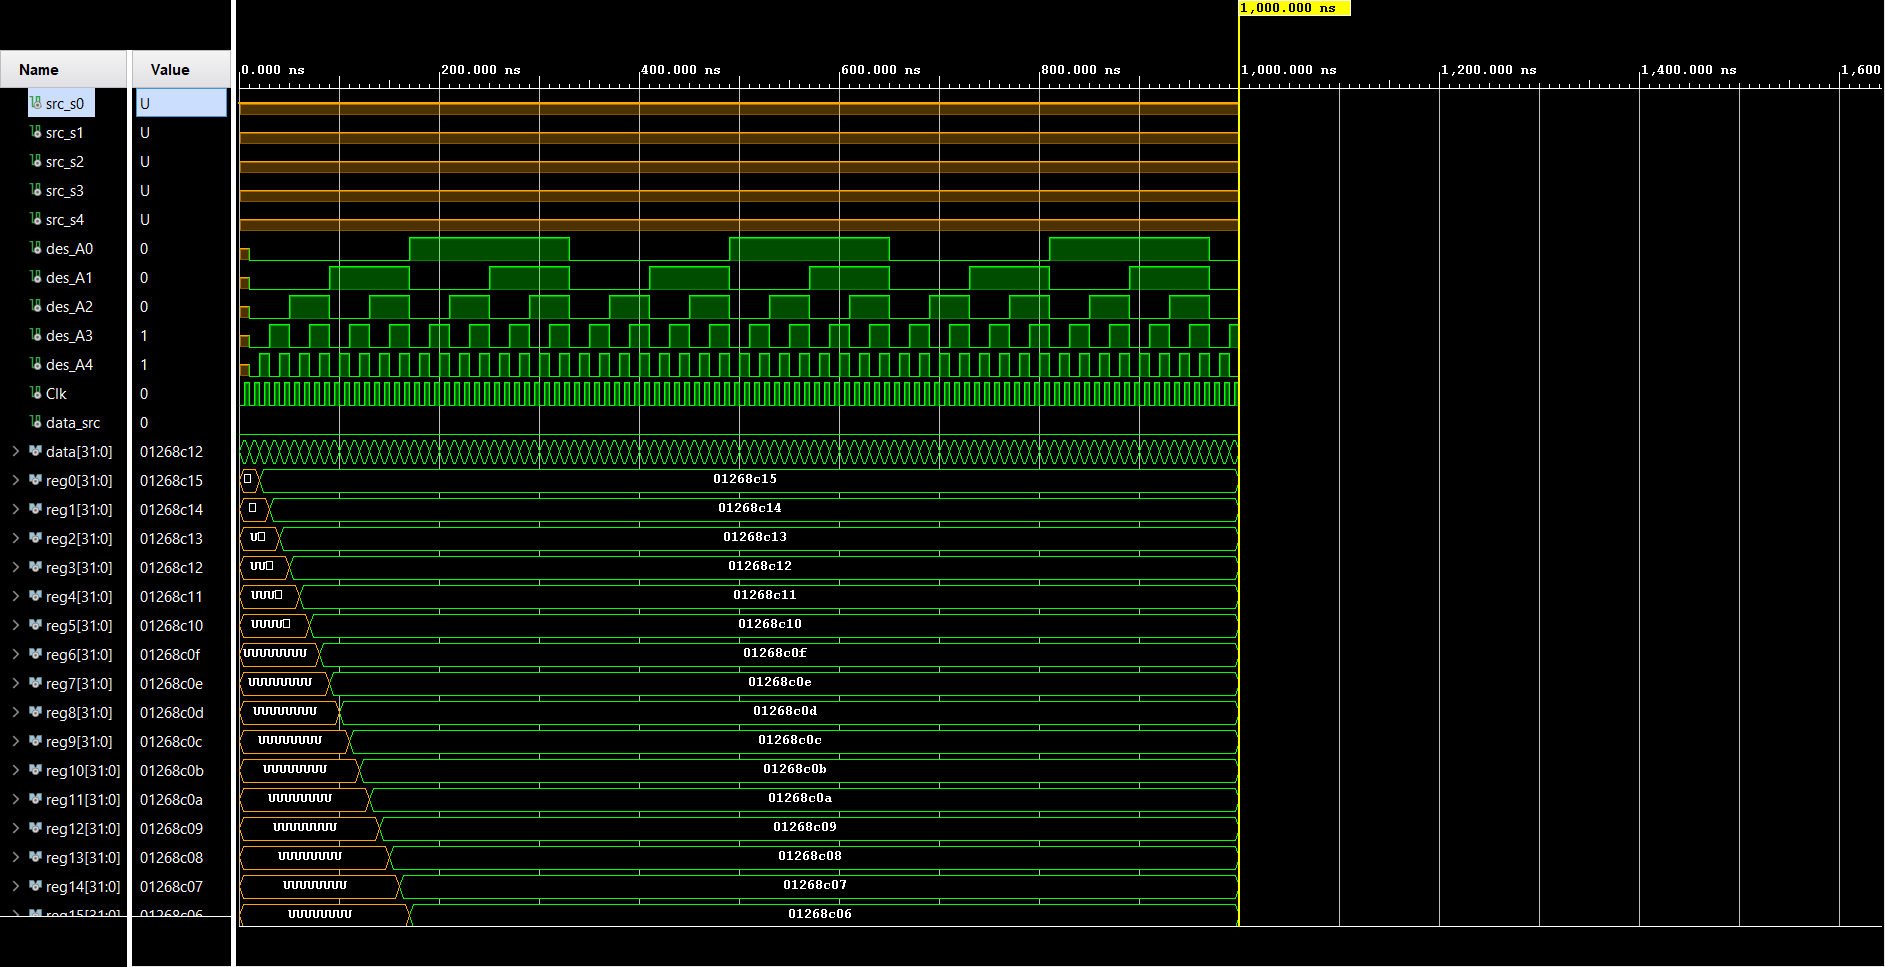 1,000.000 ns
Name Value
0.000 ns 200.000 ns 400.000 ns 600.000 ns 800.000 ns 1,000.000 ns 1,200.000 ns 1,400.000 ns 1,600
src_s0 U
src_s1 U
src_s2 U
src_s3 U
src_s4 U
des_A0 0
des_A1 0
des_A2 0
des_A3 1
des_A4 1
Clk 0
data_src 0
data[31:0] 01268c12
reg0[31:0] 01268c15 01268c15
reg1[31:0] 01268c14 01268c14
reg2[31:0] 01268c13 U 01268c13
reg3[31:0] 01268c12 UU 01268c12
reg4[31:0] 01268c11 UUU 01268c11
reg5[31:0] 01268c10 UUUU 01268c10
reg6[31:0] 01268c0f UUUUUUUU 01268c0f
reg7[31:0] 01268c0e UUUUUUUU 01268c0e
reg8[31:0] 01268c0d UUUUUUUU 01268c0d
reg9[31:0] 01268c0c UUUUUUUU 01268c0c
reg10[31:0] 01268c0b UUUUUUUU 01268c0b
reg11[31:0] 01268c0a UUUUUUUU 01268c0a
reg12[31:0] 01268c09 UUUUUUUU 01268c09
reg13[31:0] 01268c08 UUUUUUUU 01268c08
reg14[31:0] 01268c07 UUUUUUUU 01268c07
reg15[31:0] 01268c06 UUUUUUUU 01268c06